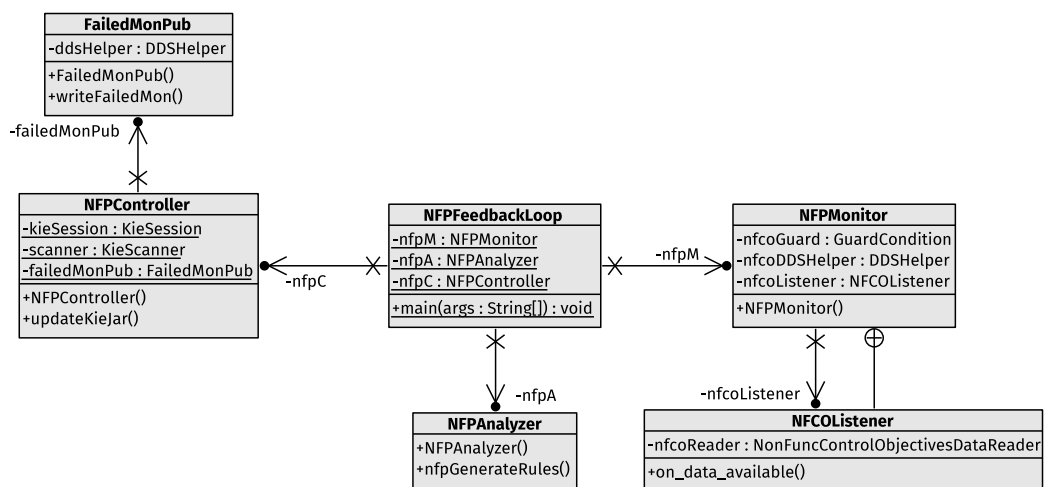 FailedMonPub
-ddsHelper : DDSHelper
+FailedMonPub()
+writeFailedMon()
-failedMonPub
NFPController
-kieSession : KieSession
-scanner : KieScanner
-failedMonPub : FailedMonPub
+NFPController()
+updateKieJar()
-nfpC
NFPFeedbackLoop
-nfpM : NFPMonitor
-nfpA : NFPAnalyzer
-nfpC : NFPController
+main(args : String[]) : void
-nfpM
NFPMonitor
-nfcoGuard : GuardCondition
-nfcoDDSHelper : DDSHelper
-nfcoListener : NFCOListener
+NFPMonitor()
-nfpA
NFPAnalyzer
+NFPAnalyzer()
+nfpGenerateRules()
-nfcoListener
NFCOListener
-nfcoReader : NonFuncControlObjectivesDataReader
+on_data_available()